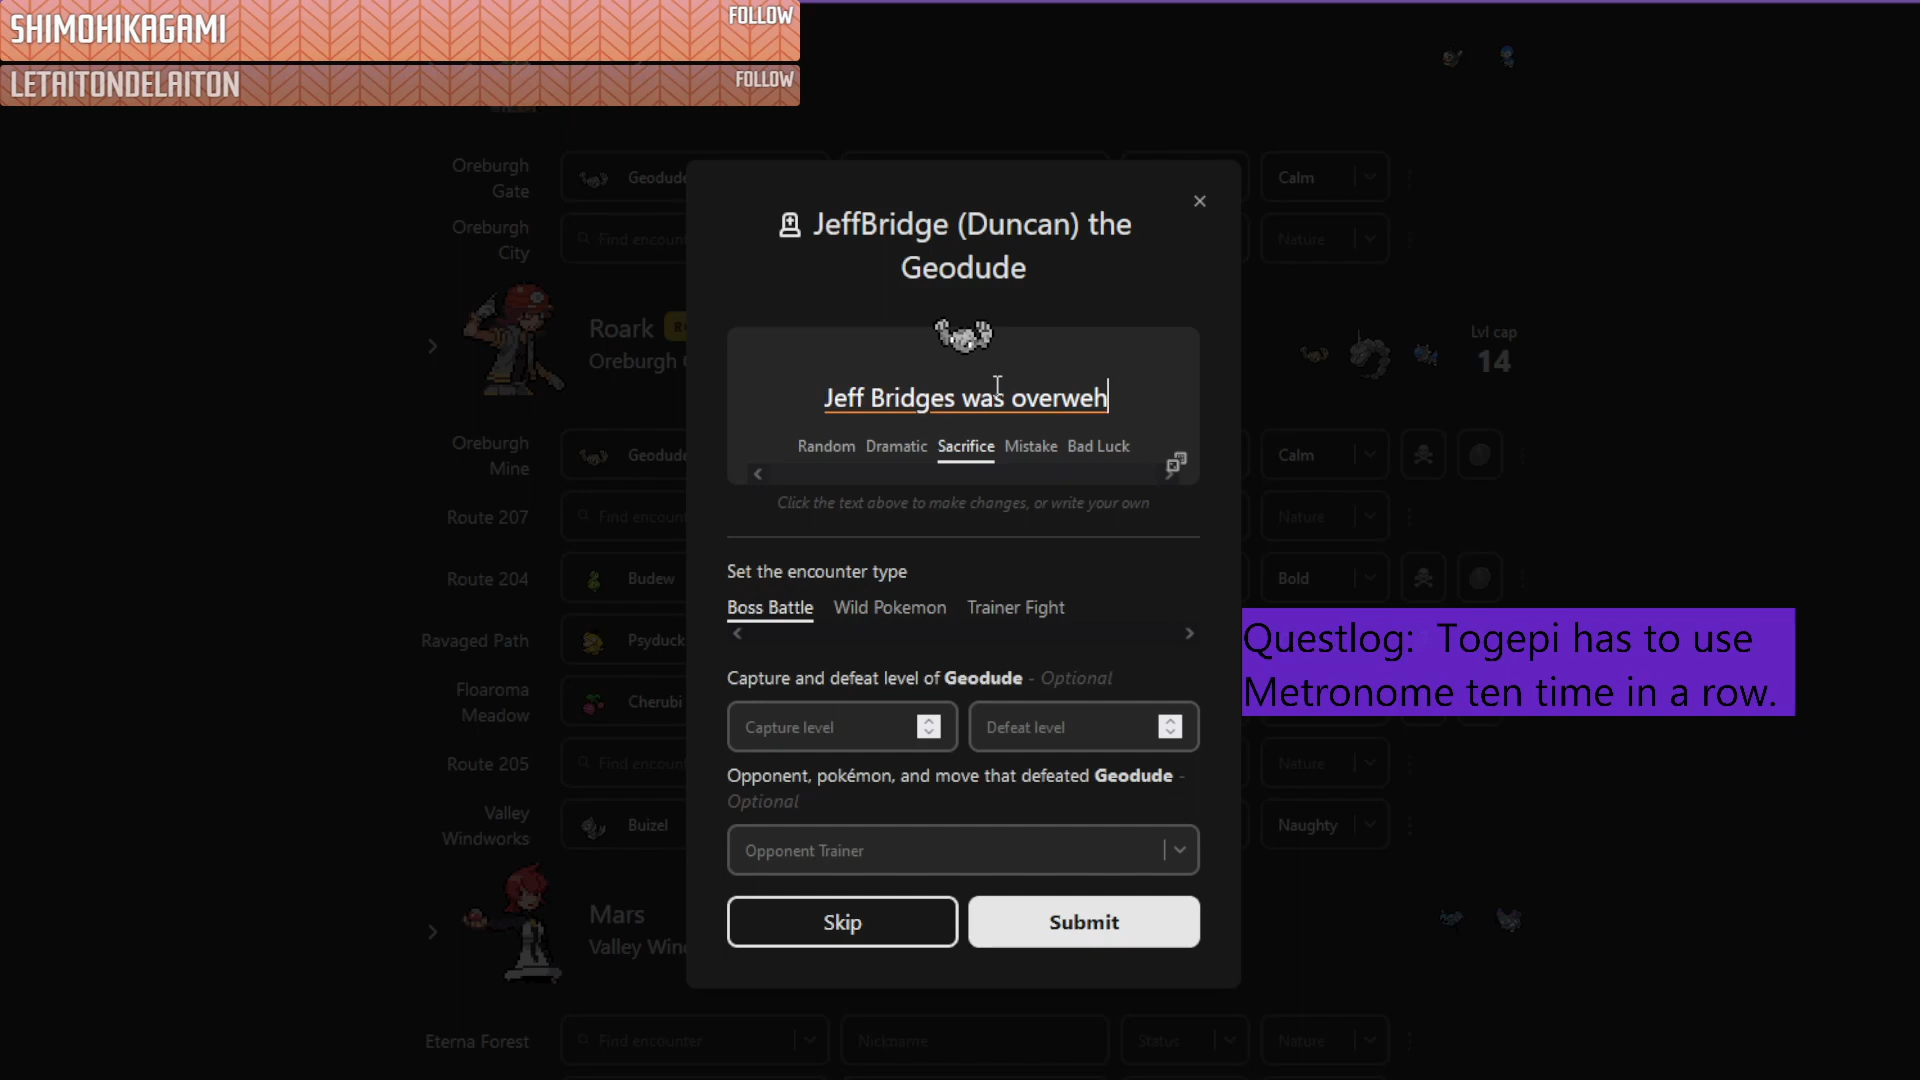 SHIMOHIKAGAMI
FOLLOW
LETAITONDELAITON
FOLLOW
Oreburgh
Gate
Geodude
Calm
Oreburgh
City
Find encount
Nature
Roark
Oreburgh
Lvl cap
14
Oreburgh
Mine
Geodude
Calm
Route 207
Find encount
Nature
Route 204
Budew
Bold
Ravaged Path
Psyduck
Floaroma
Meadow
Cherubi
Route 205
Find encount
Nature
Valley
Windworks
Buizel
Naughty
Mars
Valley Wind
Eterna Forest
Find encounter
Nickname
Status
Nature
JeffBridge (Duncan) the
Geodude
Jeff Bridges was overweh
Random Dramatic Sacrifice Mistake Bad Luck
Click the text above to make changes, or write your own
Set the encounter type
Boss Battle Wild Pokemon Trainer Fight
Capture and defeat level of Geodude - Optional
Capture level
Defeat level
Opponent, pokémon, and move that defeated Geodude -
Optional
Opponent Trainer
Skip
Submit
Questlog: Togepi has to use
Metronome ten time in a row.